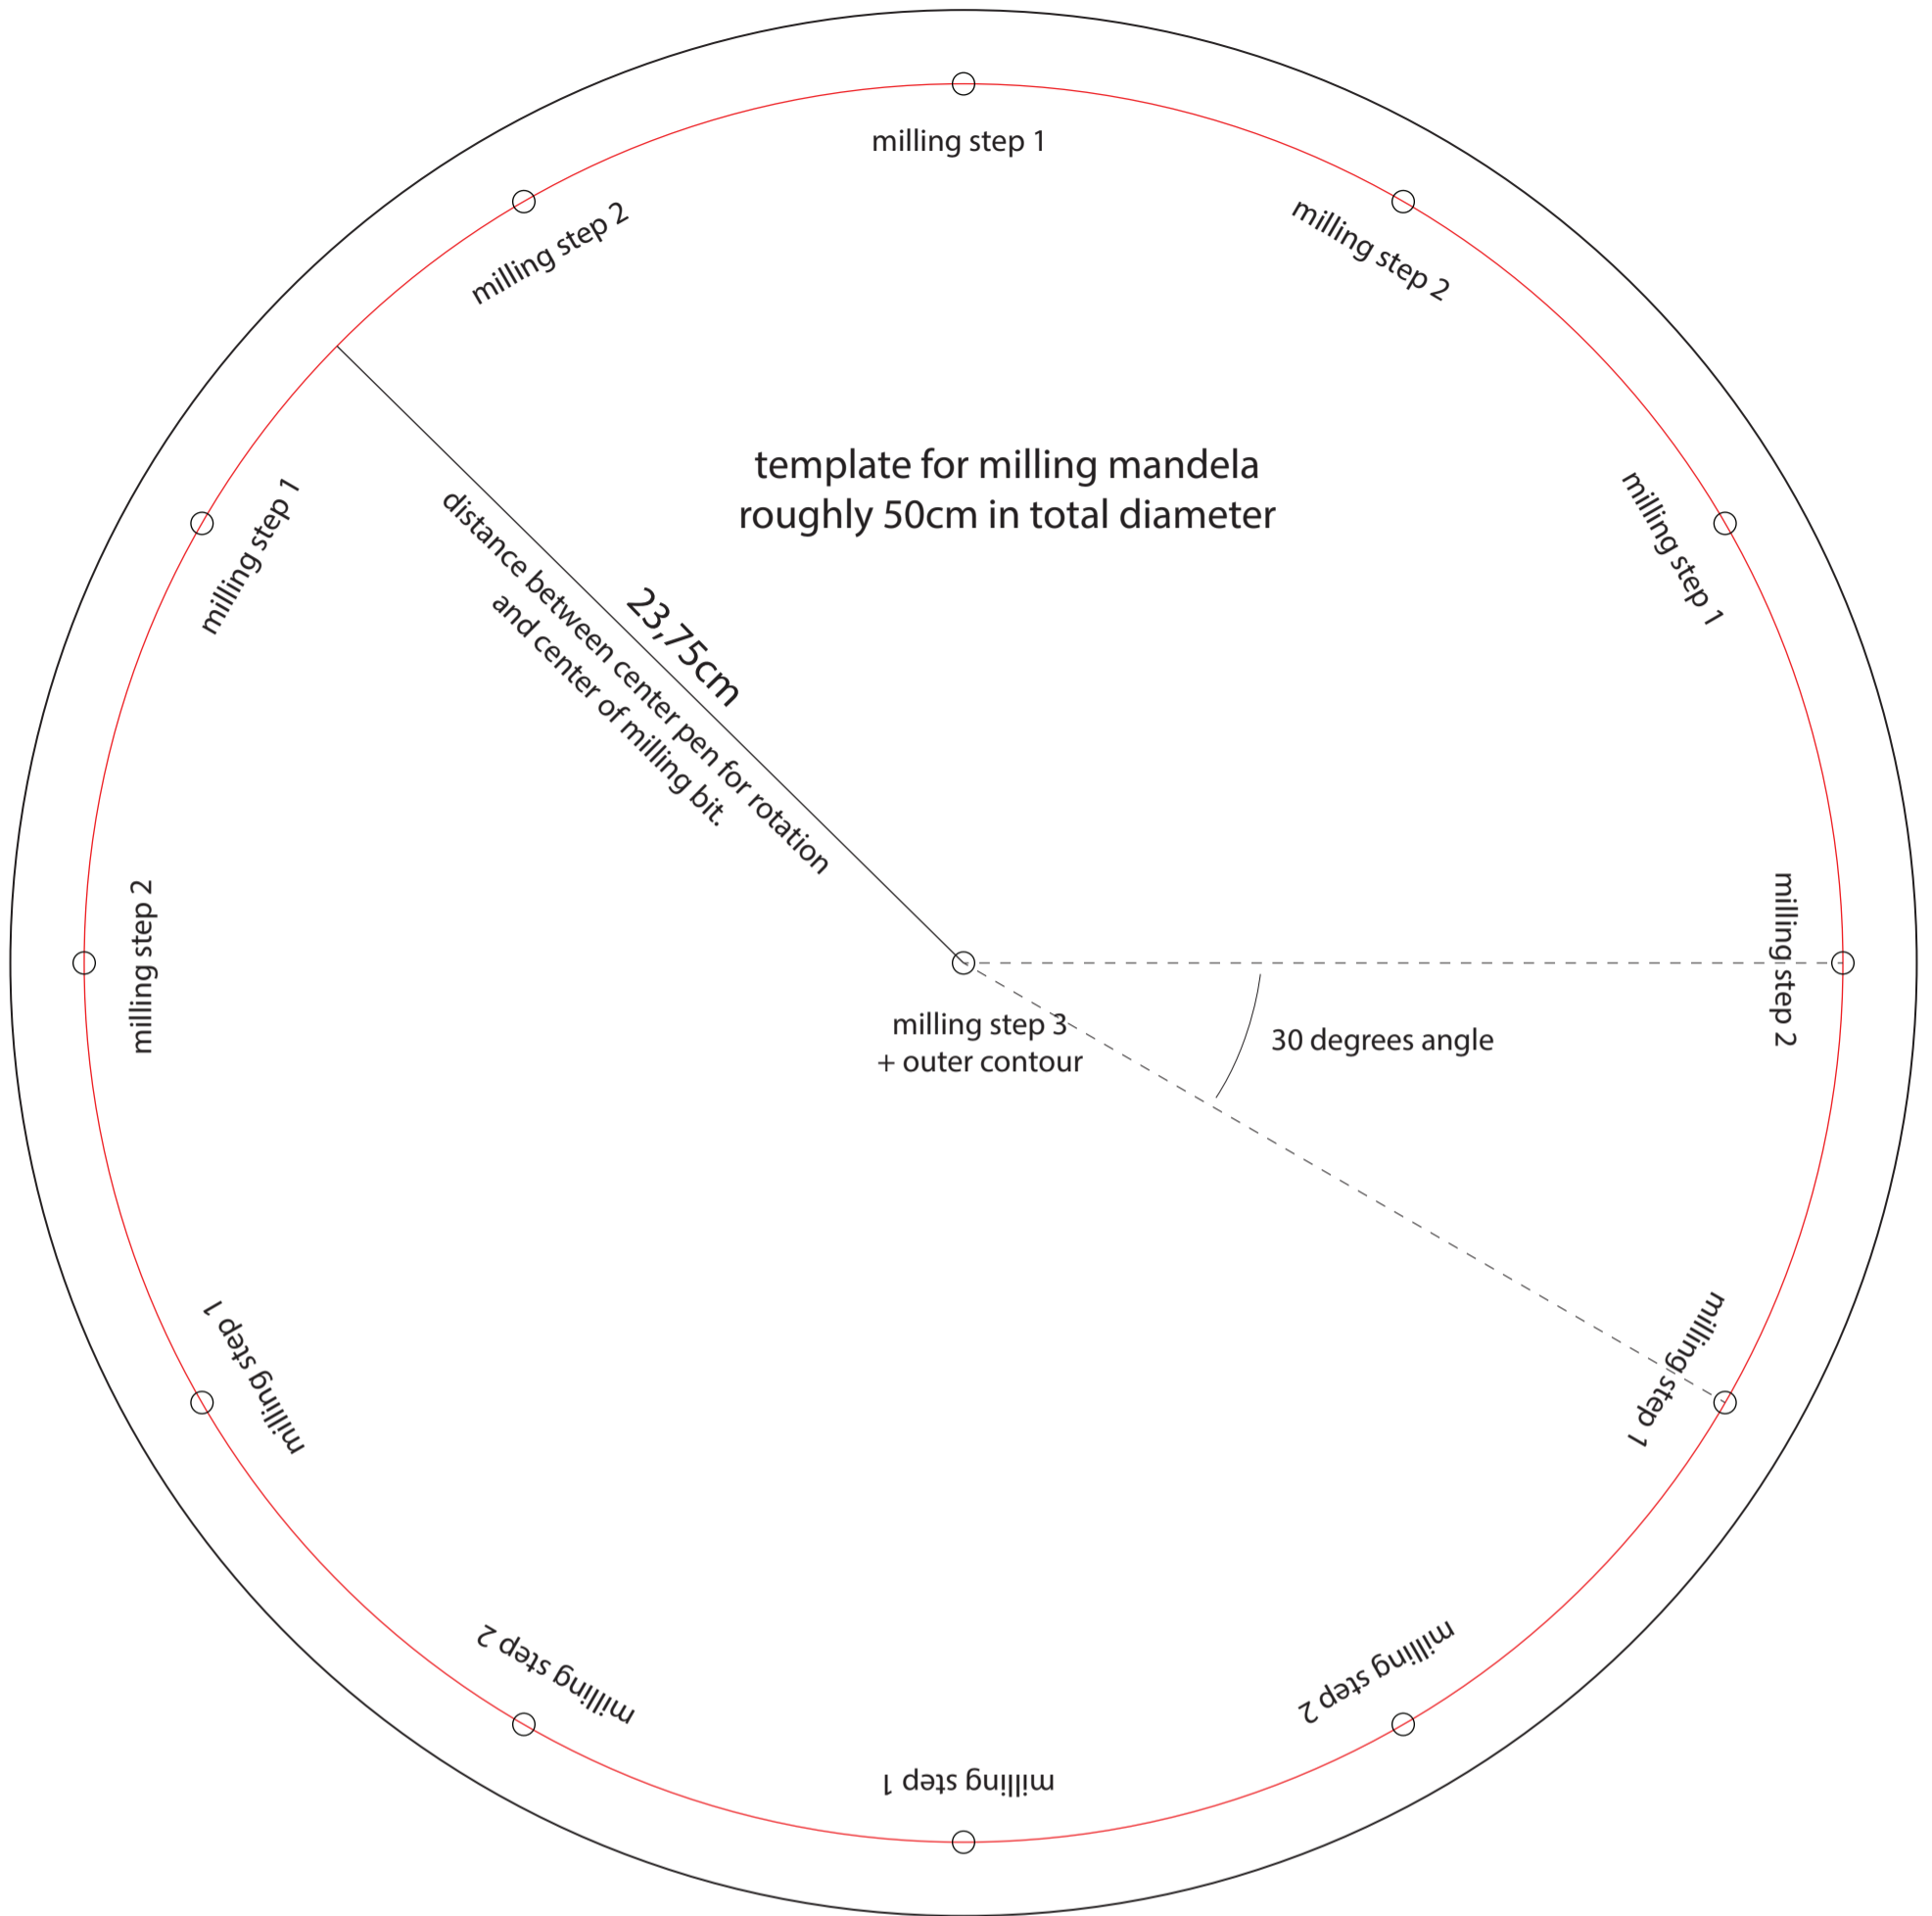 milling step 1
milling step 2
milling step 2
template for milling mandela
roughly 50cm in total diameter
milling step 1
milling step 1
23,75cm
distance between center pen for rotation
and center of milling bit.
milling step 2
milling step 2
milling step 3
+ outer contour
30 degrees angle
milling step 1
milling step 1
milling step 2
milling step 2
milling step 1